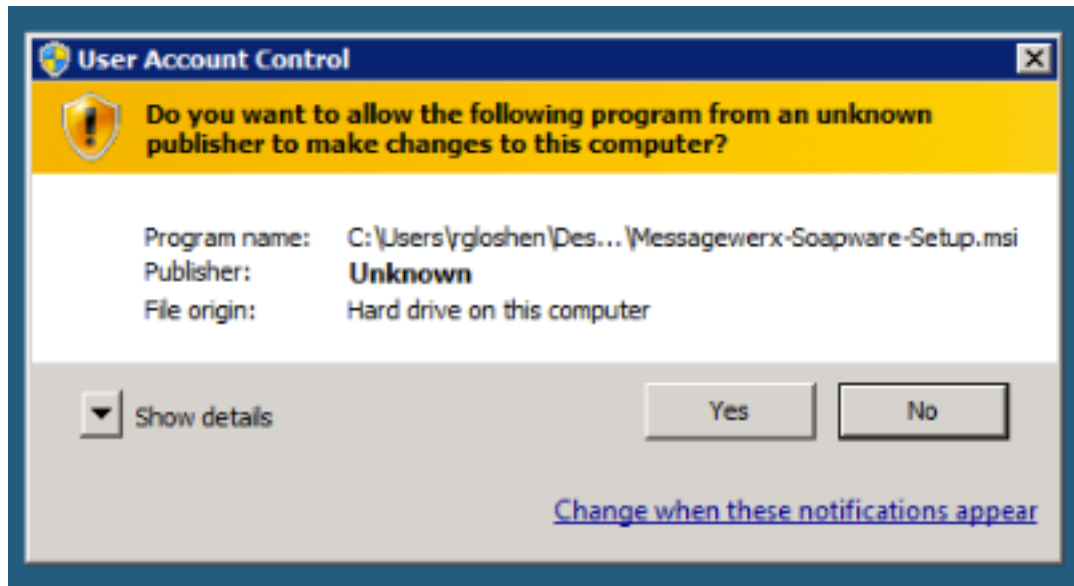 User Account Control
Do you want to allow the following program from an unknown
publisher to make changes to this computer?
Program name: C:\Users\rgloshen\Des...\Messagewerx-Soapware-Setup.msi
Publisher: Unknown
File origin: Hard drive on this computer
Show details
Yes
No
Change when these notifications appear